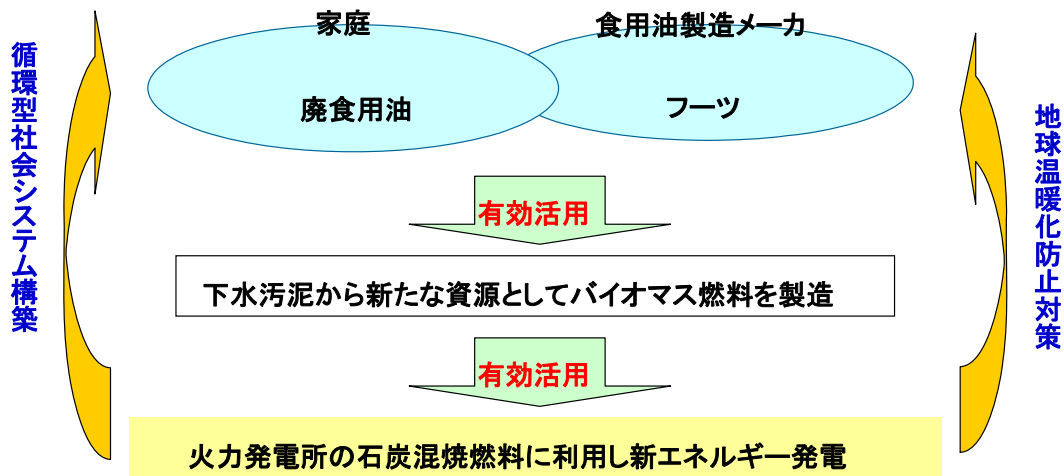 家庭
食用油製造メーカ
廃食用油
フーツ
循環型社会システム構築
地球温暖化防止対策
有効活用
下水汚泥から新たな資源としてバイオマス燃料を製造
有効活用
火力発電所の石炭混焼燃料に利用し新エネルギー発電